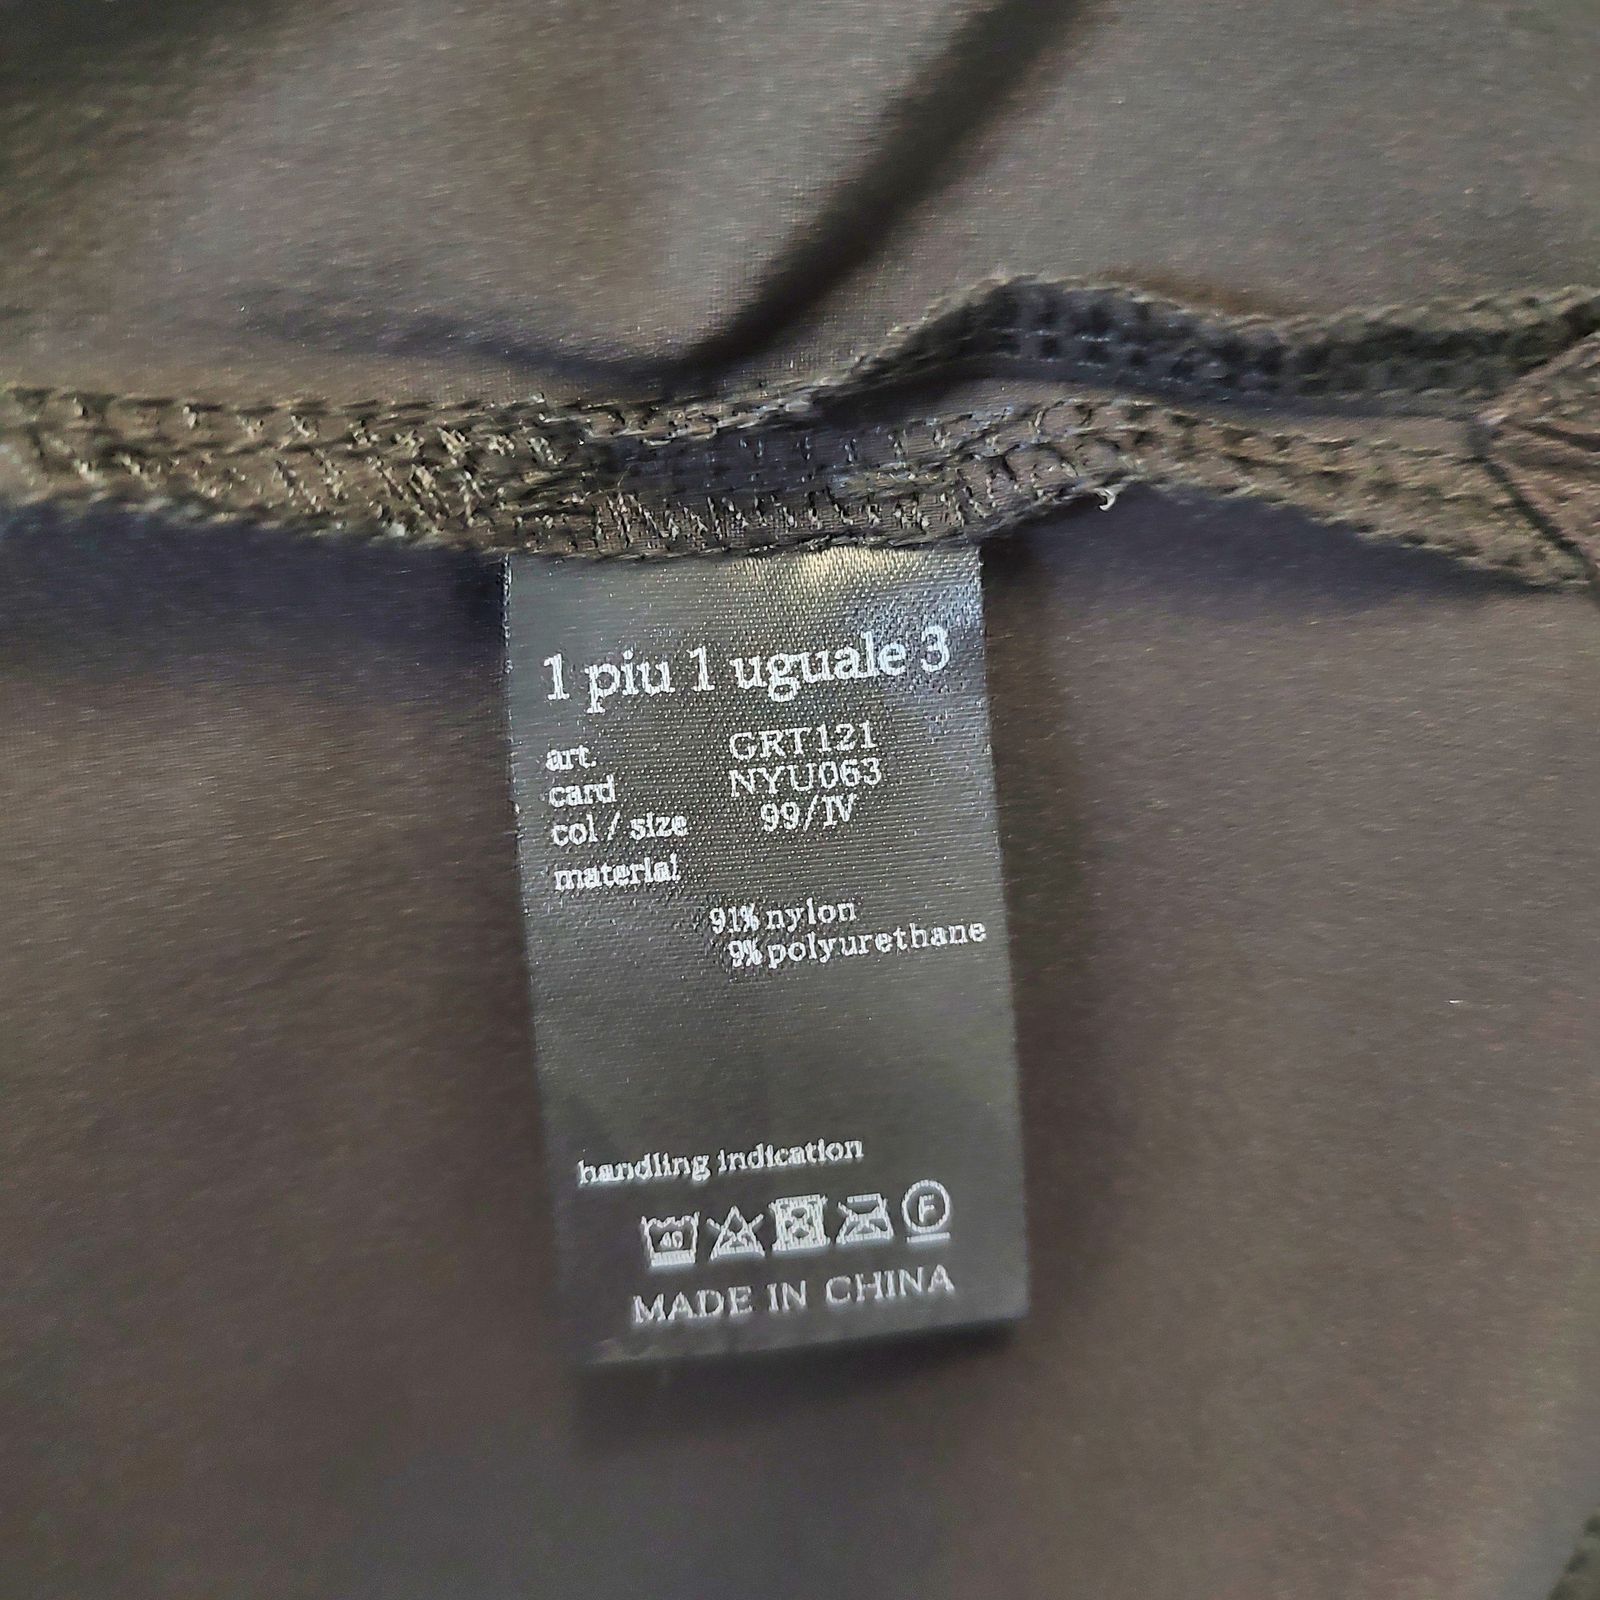 1 piu 1 uguale 3
art. GRT121
card NYU063
col / size 99/IV
material
91% nylon
9% polyurethane
handling indication
40 F
MADE IN CHINA